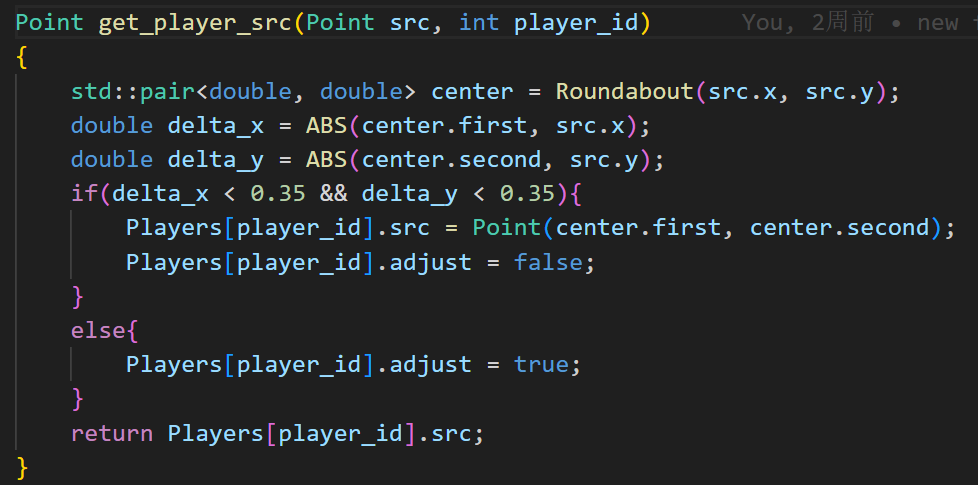 Point get_player_src(Point src, int player_id) You, 2周前 • new
{
    std::pair<double, double> center = Roundabout(src.x, src.y);
    double delta_x = ABS(center.first, src.x);
    double delta_y = ABS(center.second, src.y);
    if(delta_x < 0.35 && delta_y < 0.35){
        Players[player_id].src = Point(center.first, center.second);
        Players[player_id].adjust = false;
    }
    else{
        Players[player_id].adjust = true;
    }
    return Players[player_id].src;
}